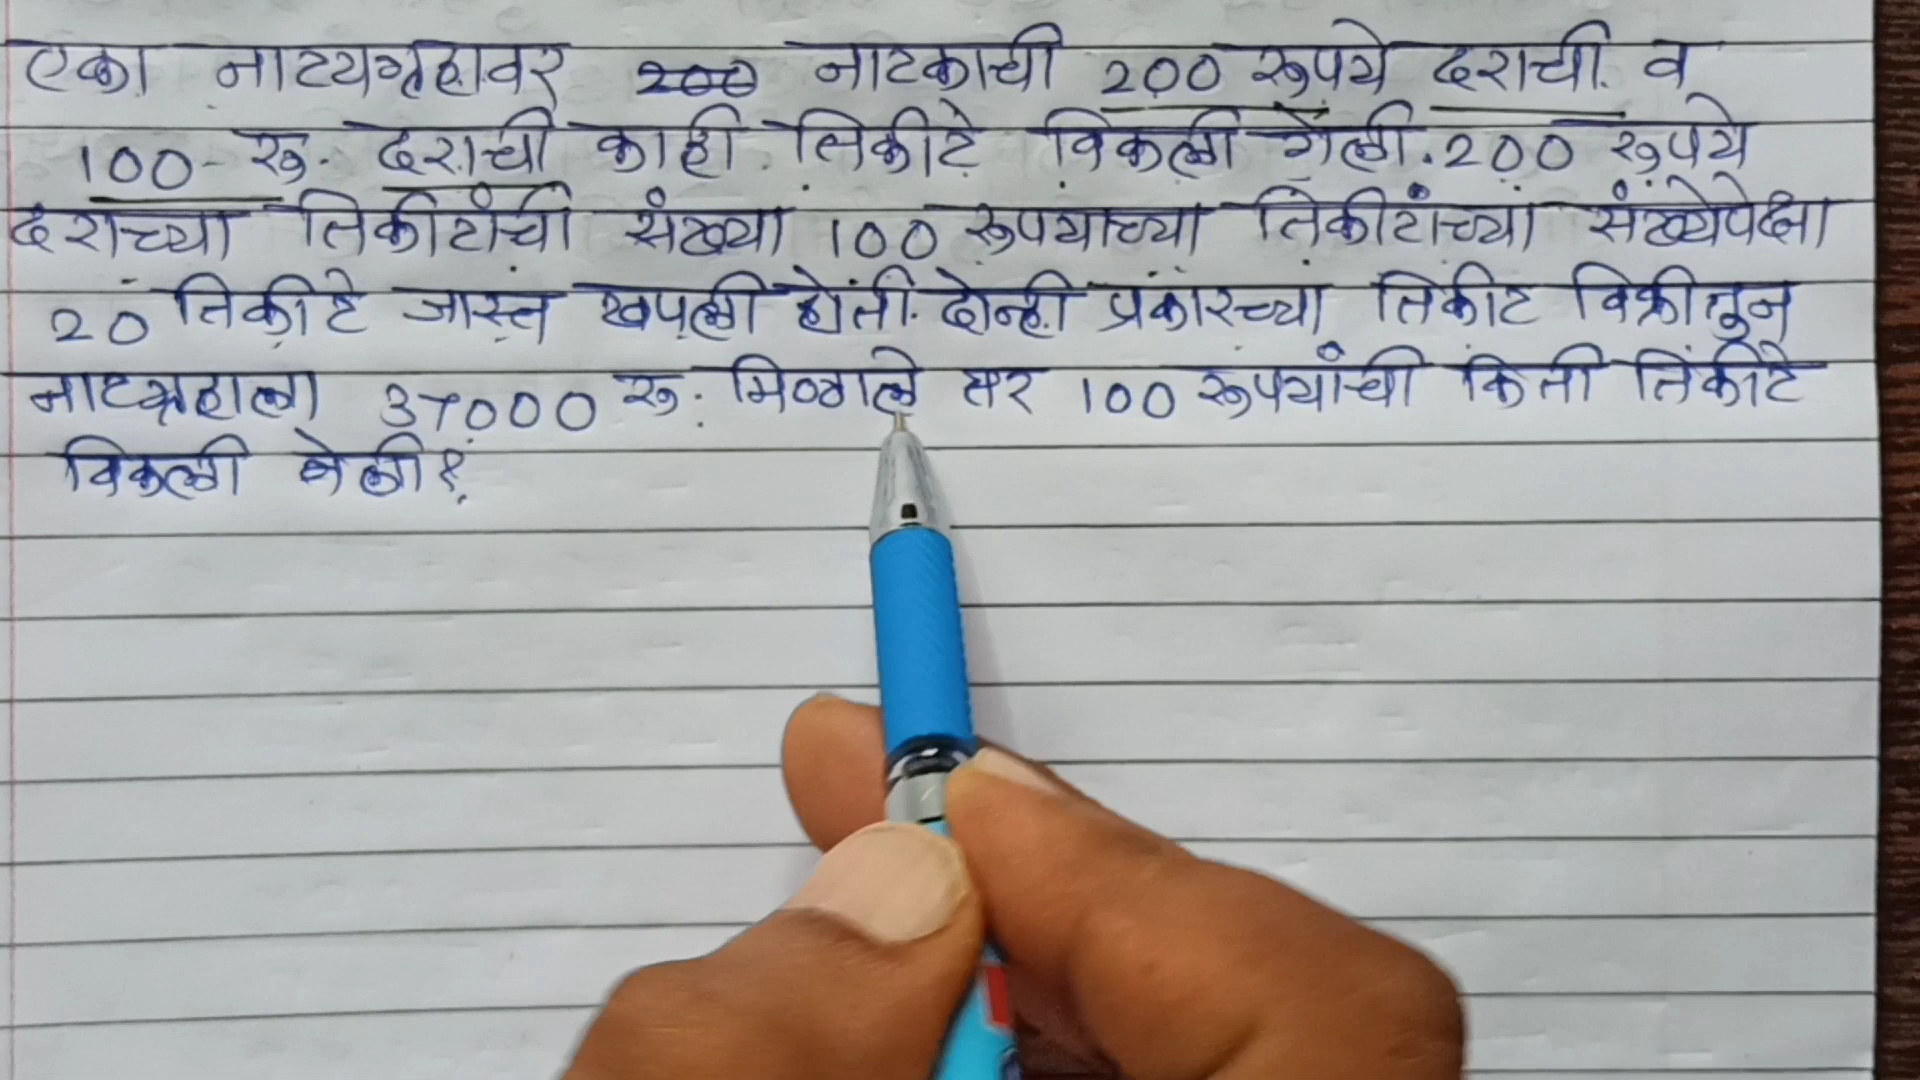 एका नाट्यगृहावर 200 नाटकाची 200 रूपये दराची व
100 रु. दराची काही तिकीटे विकली गेली. 200 रुपये
दराच्या तिकीटांची संख्या 100 रूपयाच्या तिकीटांच्या संख्येपेक्षा
20 तिकीटे जास्त खपली होती. दोन्ही प्रकारच्या तिकीट विक्रीतून
नाट्यगृहाला 37000 रु. मिळाले तर 100 रूपयांची किती तिकीटे
विकली गेली?